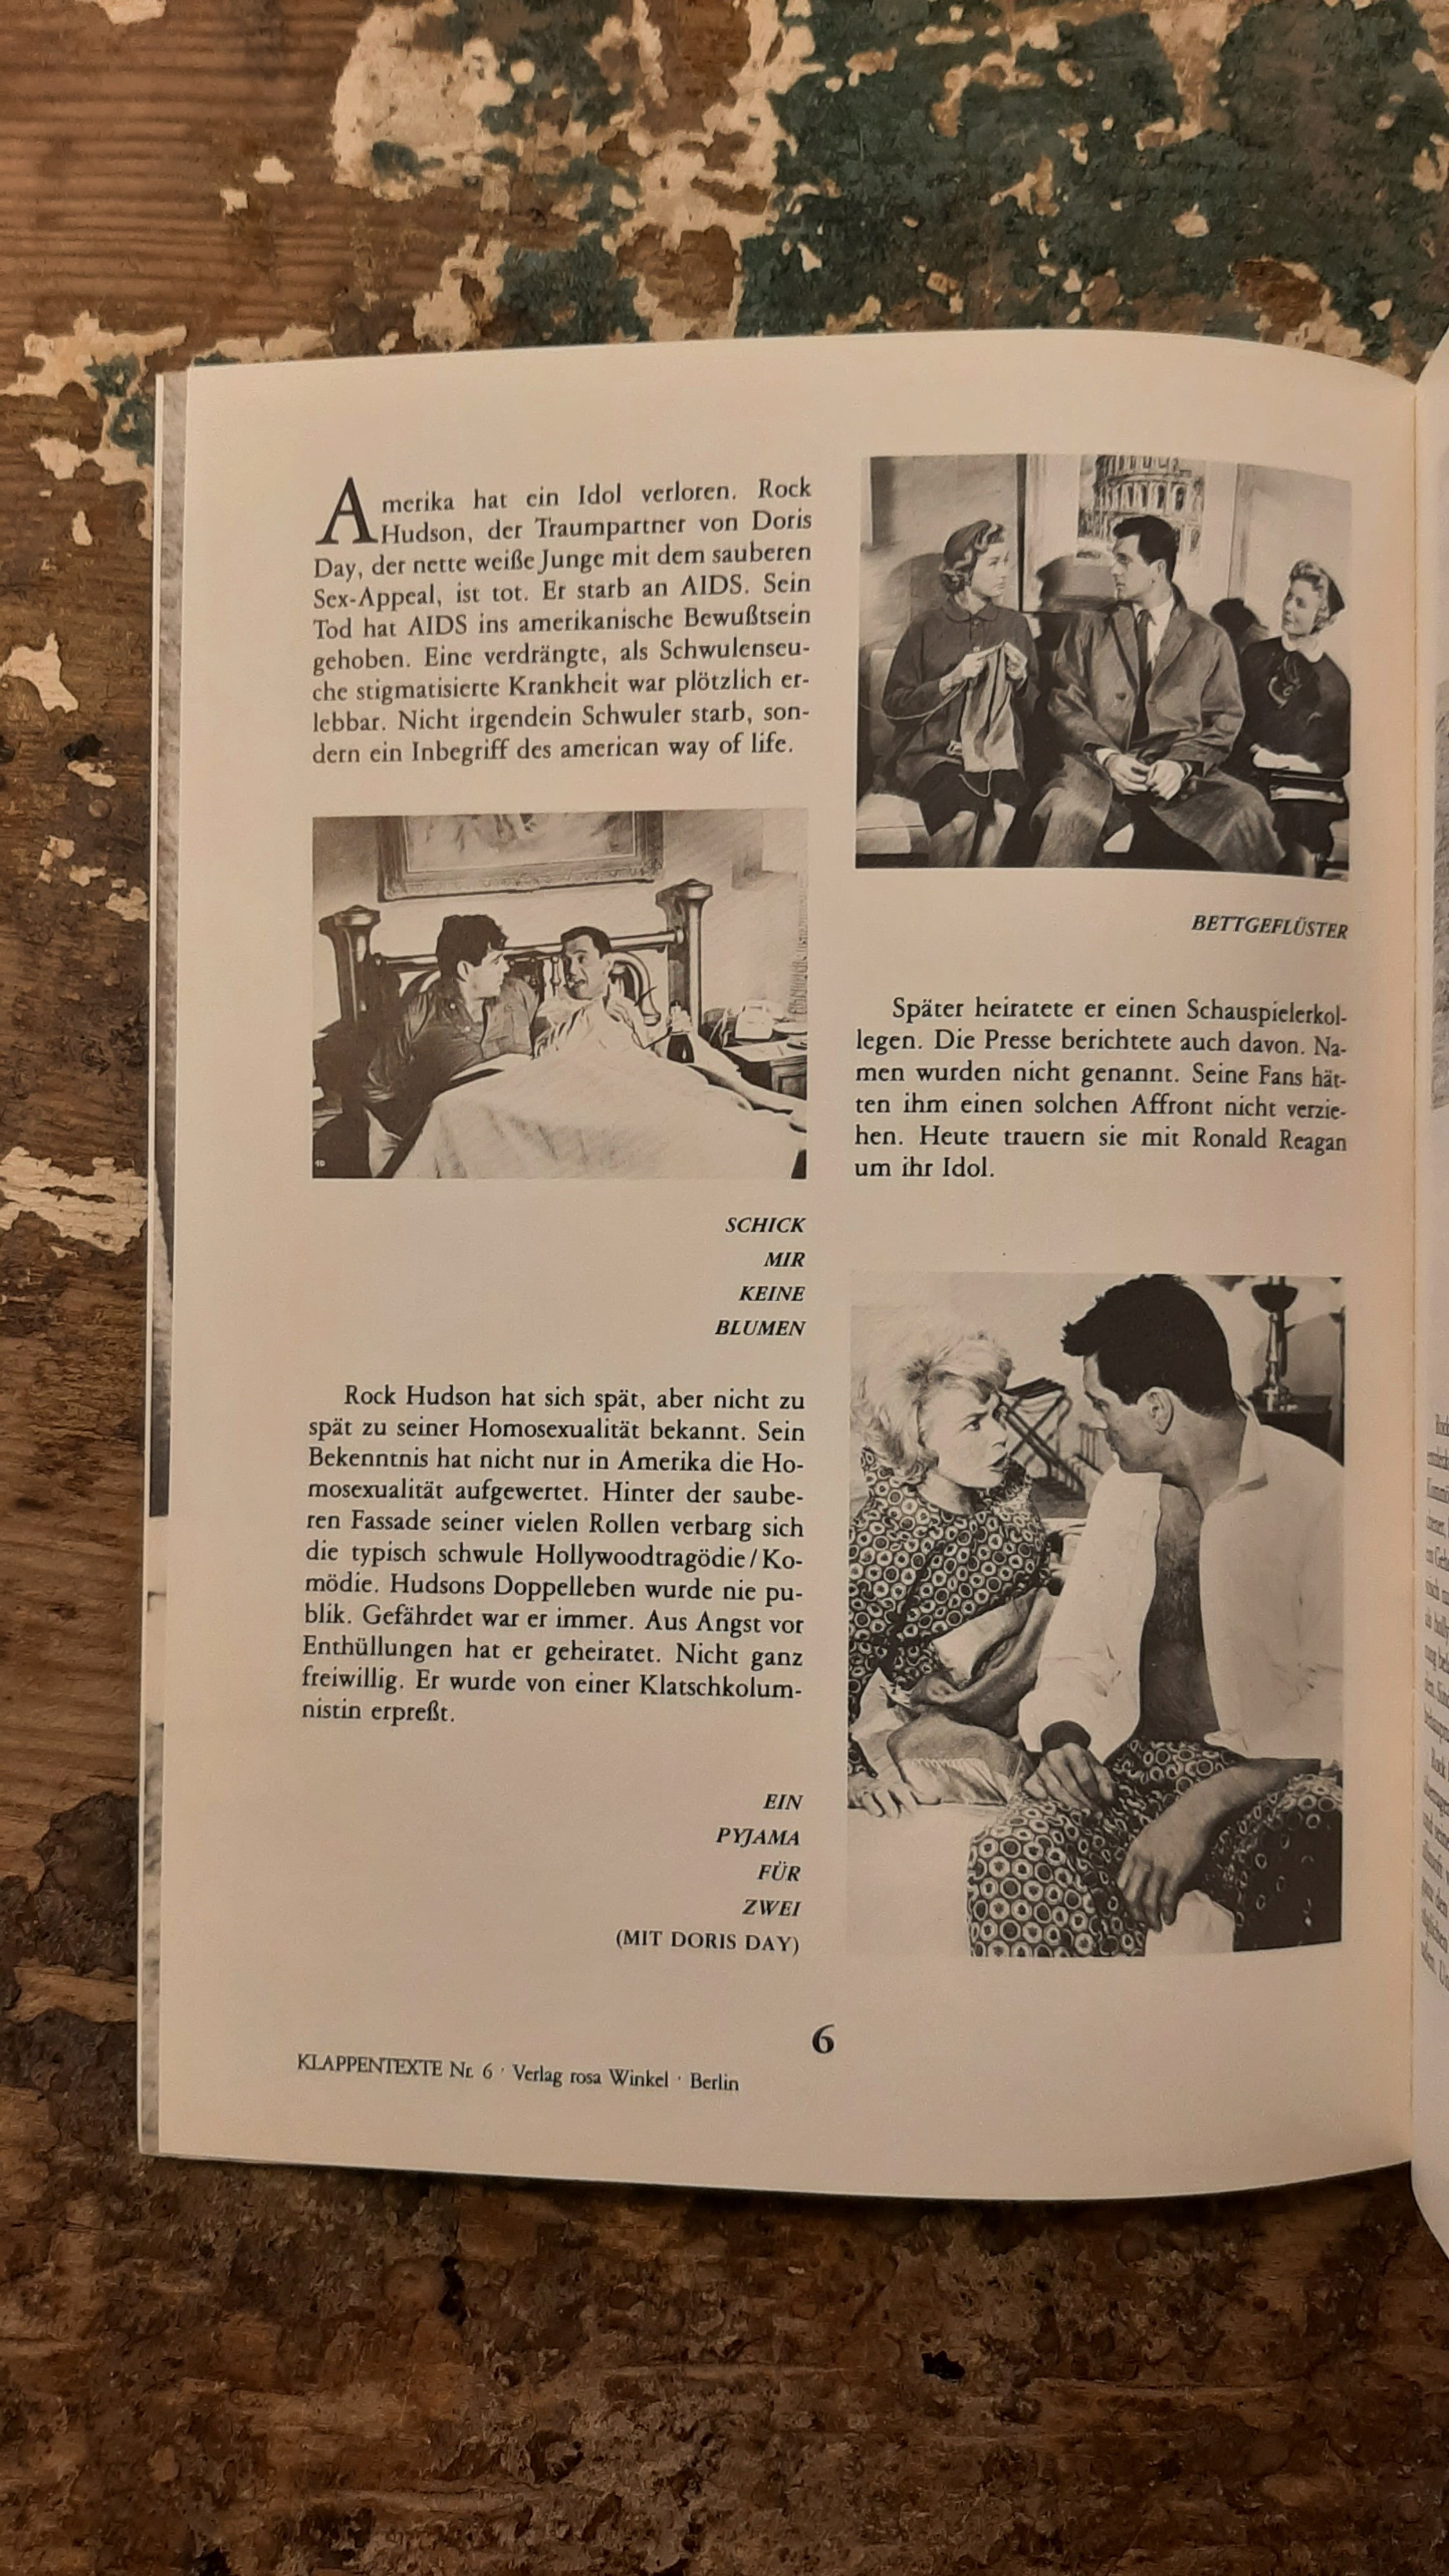 Amerika hat ein Idol verloren. Rock
Hudson, der Traumpartner von Doris
Day, der nette weiße Junge mit dem sauberen
Sex-Appeal, ist tot. Er starb an AIDS. Sein
Tod hat AIDS ins amerikanische Bewußtsein
gehoben. Eine verdrängte, als Schwulenseu-
che stigmatisierte Krankheit war plötzlich er-
lebbar. Nicht irgendein Schwuler starb, son-
dern ein Inbegriff des american way of life.
SCHICK
MIR
KEINE
BLUMEN
Rock Hudson hat sich spät, aber nicht zu
spät zu seiner Homosexualität bekannt. Sein
Bekenntnis hat nicht nur in Amerika die Ho-
mosexualität aufgewertet. Hinter der saube-
ren Fassade seiner vielen Rollen verbarg sich
die typisch schwule Hollywoodtragödie/Ko-
mödie. Hudsons Doppelleben wurde nie pu-
blik. Gefährdet war er immer. Aus Angst vor
Enthüllungen hat er geheiratet. Nicht ganz
freiwillig. Er wurde von einer Klatschkolum-
nistin erpreßt.
EIN
PYJAMA
FÜR
ZWEI
(MIT DORIS DAY)
BETTGEFLÜSTER
Später heiratete er einen Schauspielerkol-
legen. Die Presse berichtete auch davon. Na-
men wurden nicht genannt. Seine Fans hät-
ten ihm einen solchen Affront nicht verzie-
hen. Heute trauern sie mit Ronald Reagan
um ihr Idol.
6
KLAPPENTEXTE Nr. 6 · Verlag rosa Winkel · Berlin